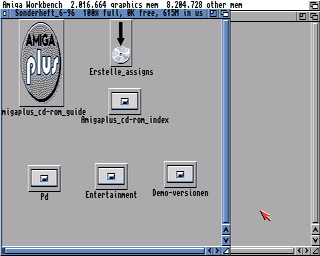 Amiga Workbench 2.016.664 graphics mem 8.204.728 other mem
Sonderheft_6-96 100% full, 0K free, 615M in us
AMIGA
plus
Erstelle_assigns
migaplus_cd-rom_guide
Amigaplus_cd-rom_index
Pd
Entertainment
Demo-versionen